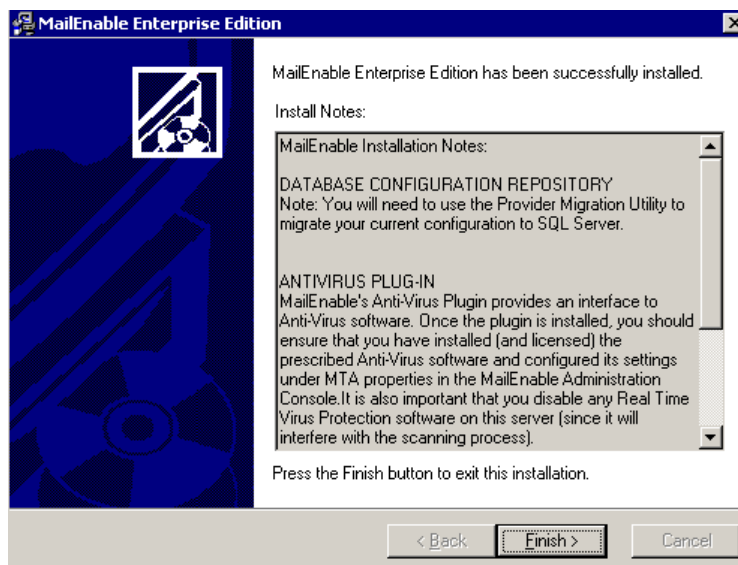 MailEnable Enterprise Edition
MailEnable Enterprise Edition has been successfully installed.
Install Notes:
MailEnable Installation Notes:
DATABASE CONFIGURATION REPOSITORY
Note: You will need to use the Provider Migration Utility to
migrate your current configuration to SQL Server.
ANTIVIRUS PLUG-IN
MailEnable's Anti-Virus Plugin provides an interface to
Anti-Virus software. Once the plugin is installed, you should
ensure that you have installed (and licensed) the
prescribed Anti-Virus software and configured its settings
under MTA properties in the MailEnable Administration
Console.It is also important that you disable any Real Time
Virus Protection software on this server (since it will
interfere with the scanning process).
Press the Finish button to exit this installation.
< Back
Finish >
Cancel